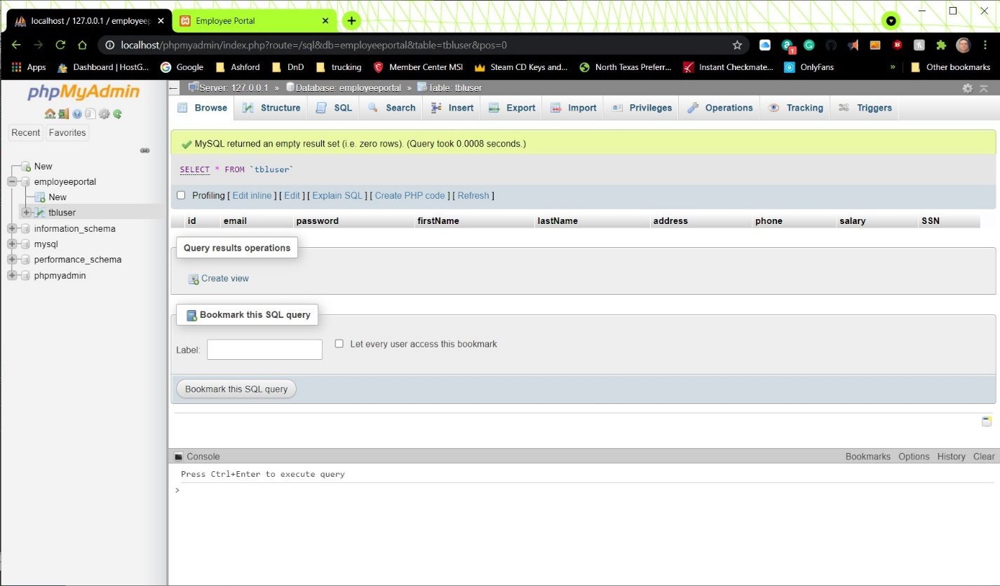 localhost / 127.0.0.1 / employeep
Employee Portal
localhost/phpmyadmin/index.php?route=/sql&db=employeeportal&table=tbluser&pos=0
1
Apps Dashboard | HostG... Google Ashford DnD trucking Member Center MSI Steam CD Keys and... North Texas Preferr... Instant Checkmate... OnlyFans » Other bookmarks
phpMyAdmin
Recent Favorites
New
employeeportal
New
tbluser
information_schema
mysql
performance_schema
phpmyadmin
Server: 127.0.0.1 » Database: employeeportal » Table: tbluser
Browse Structure SQL Search Insert Export Import Privileges Operations Tracking Triggers
MySQL returned an empty result set (i.e. zero rows). (Query took 0.0008 seconds.)
SELECT * FROM `tbluser`
Profiling [ Edit inline ] [ Edit ] [ Explain SQL ] [ Create PHP code ] [ Refresh ]
id email password firstName lastName address phone salary SSN
Query results operations
Create view
Bookmark this SQL query
Label: Let every user access this bookmark
Bookmark this SQL query
Console Bookmarks Options History Clear
Press Ctrl+Enter to execute query
>